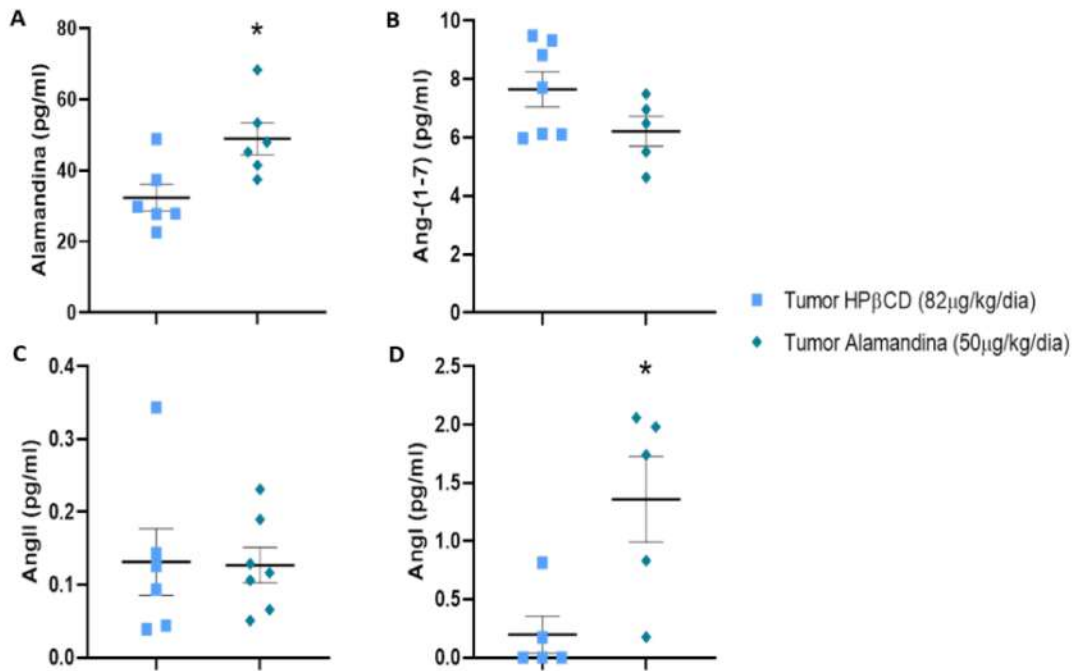 A
Alamandina (pg/ml)
80
60
40
20
0
*
B
Ang-(1-7) (pg/ml)
10
8
6
4
2
0
Tumor HPβCD (82µg/kg/dia)
Tumor Alamandina (50µg/kg/dia)
C
AngII (pg/ml)
0.4
0.3
0.2
0.1
0.0
D
AngI (pg/ml)
2.5
2.0
1.5
1.0
0.5
0.0
*